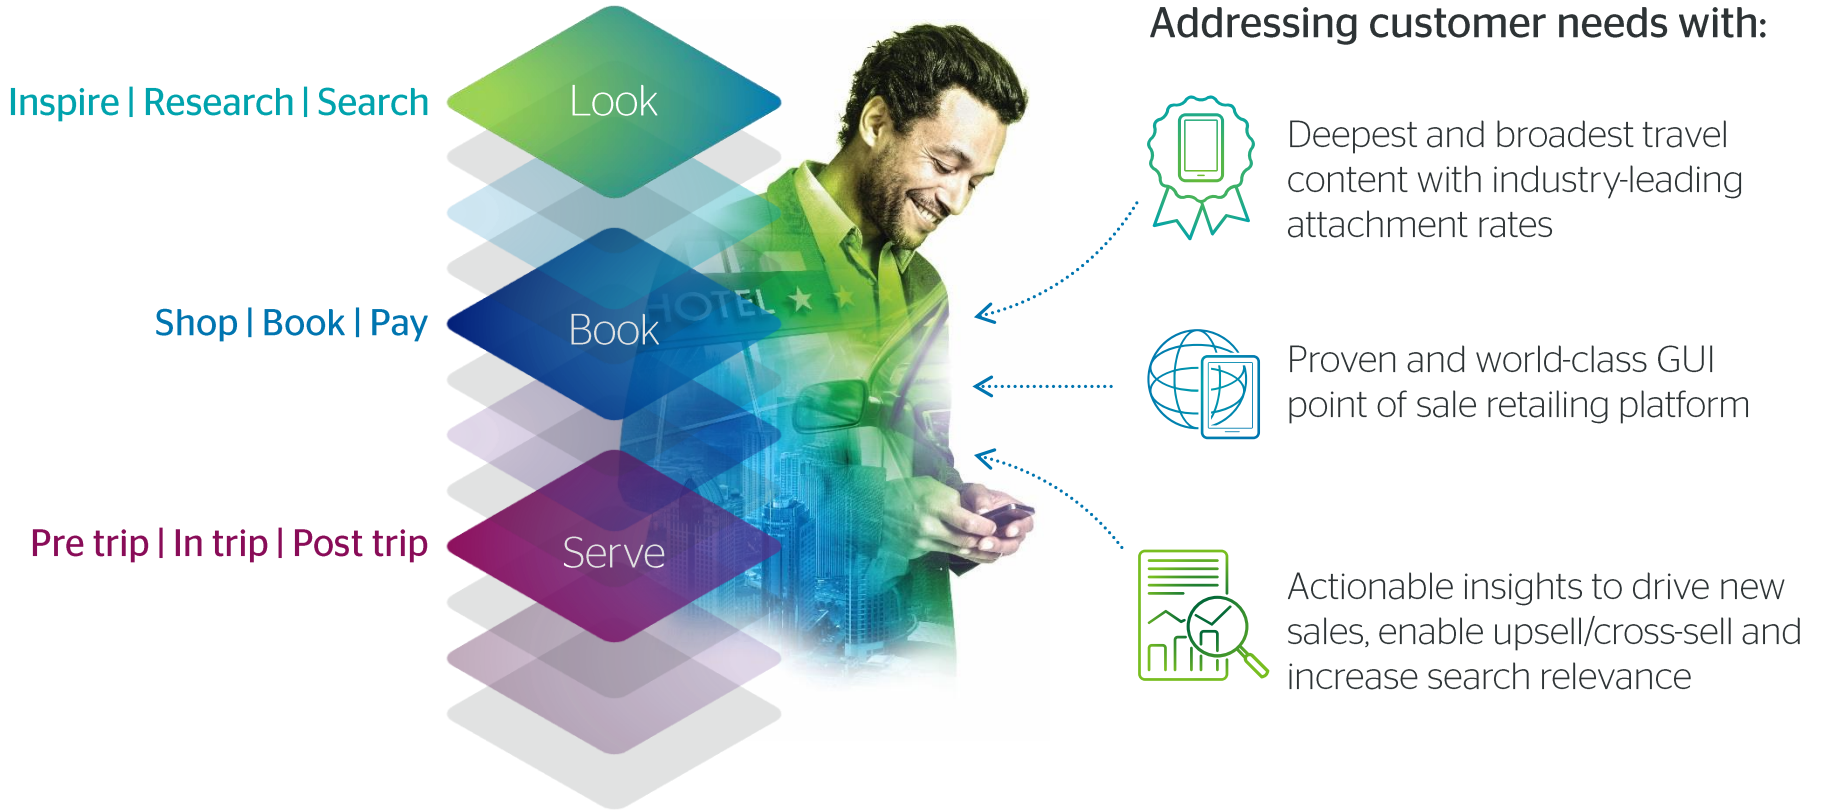 Addressing customer needs with:
Inspire | Research | Search
Look
Deepest and broadest travel
content with industry-leading
attachment rates
HOTEL
Shop | Book | Pay
Book
Proven and world-class GUI
point of sale retailing platform
Pre trip | In trip | Post trip
Serve
Actionable insights to drive new
sales, enable upsell/cross-sell and
increase search relevance